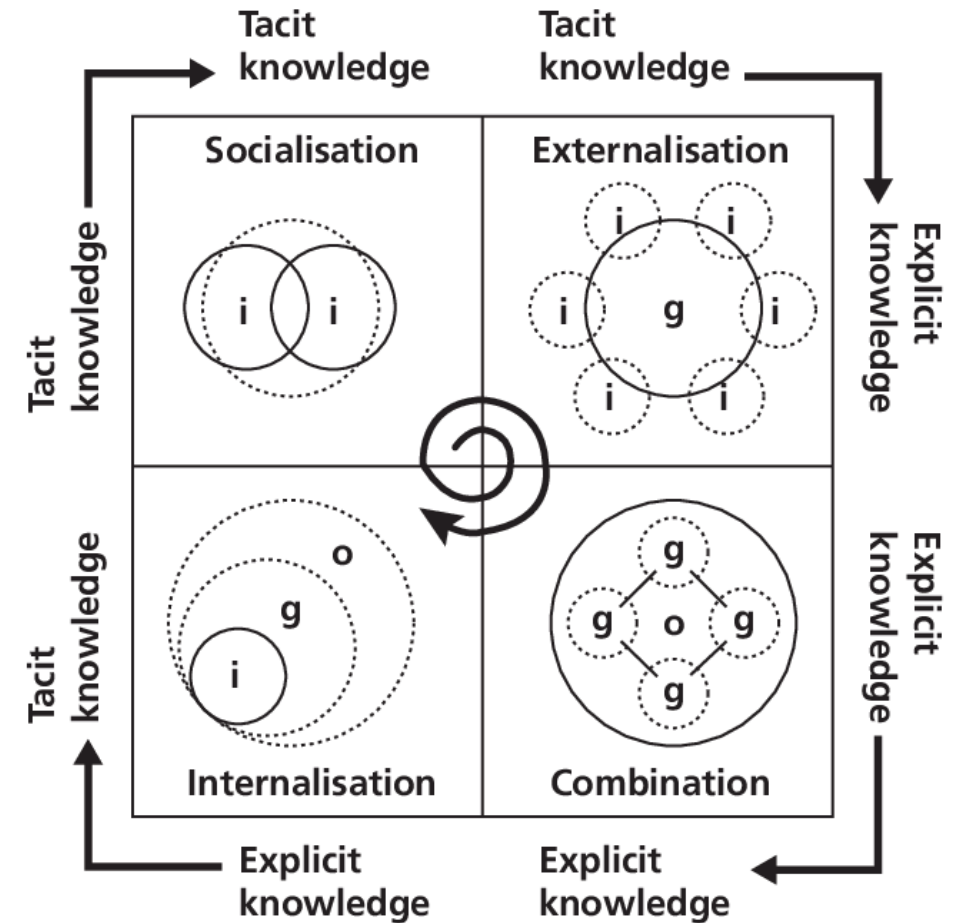 Tacit
knowledge
Tacit
knowledge
Socialisation
Externalisation
Tacit
knowledge
i
i
i
i
i
g
i
i
i
Explicit
knowledge
Tacit
knowledge
o
g
i
g
g
o
g
g
Explicit
knowledge
Internalisation
Combination
Explicit
knowledge
Explicit
knowledge